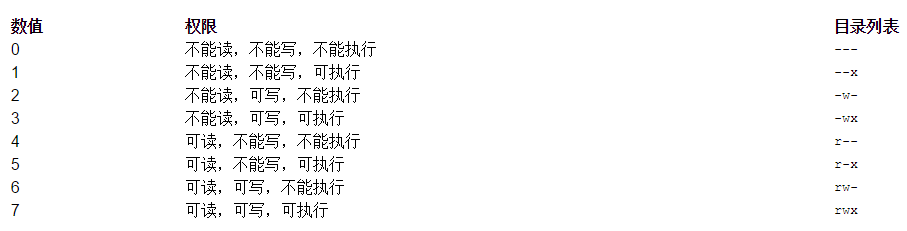 数值 权限 目录列表
0 不能读，不能写，不能执行 ---
1 不能读，不能写，可执行 --x
2 不能读，可写，不能执行 -w-
3 不能读，可写，可执行 -wx
4 可读，不能写，不能执行 r--
5 可读，不能写，可执行 r-x
6 可读，可写，不能执行 rw-
7 可读，可写，可执行 rwx